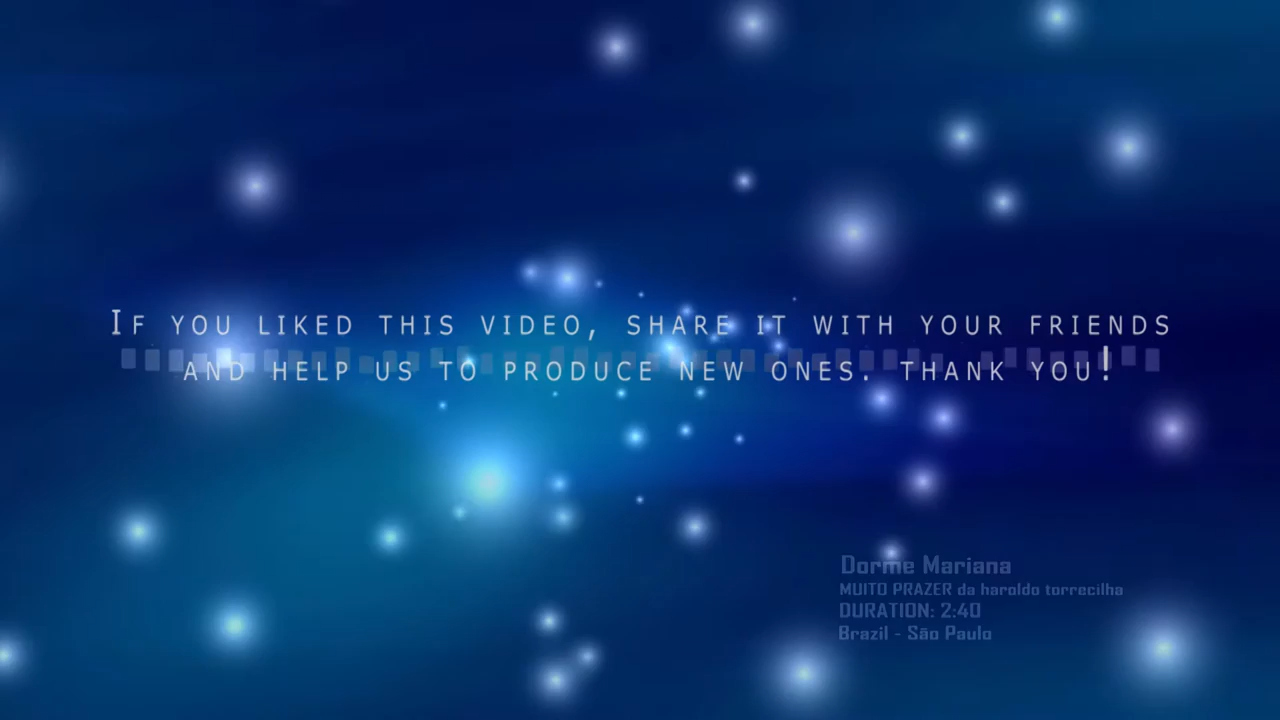 If you liked this video, share it with your friends
and help us to produce new ones. Thank you!
Dorme Mariana
MUITO PRAZER da haroldo torrecilha
DURATION: 2:40
Brazil - São Paulo